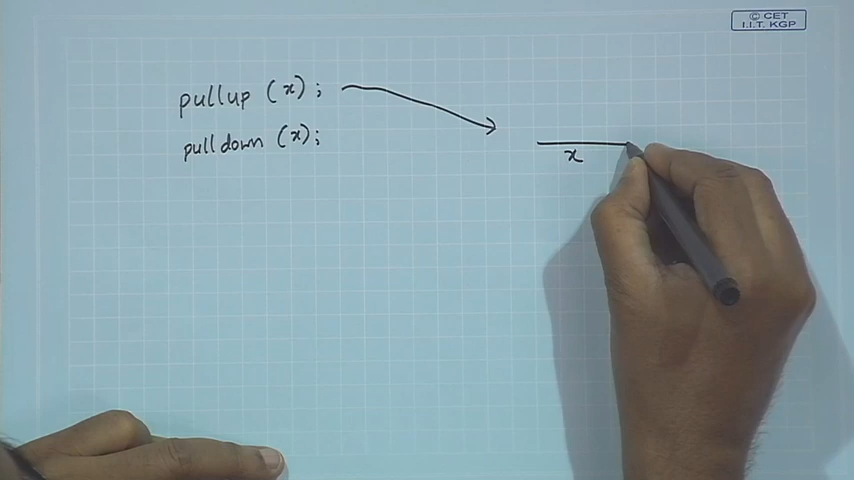 © CET
I.I.T. KGP
pullup (x);
pulldown (x);
x